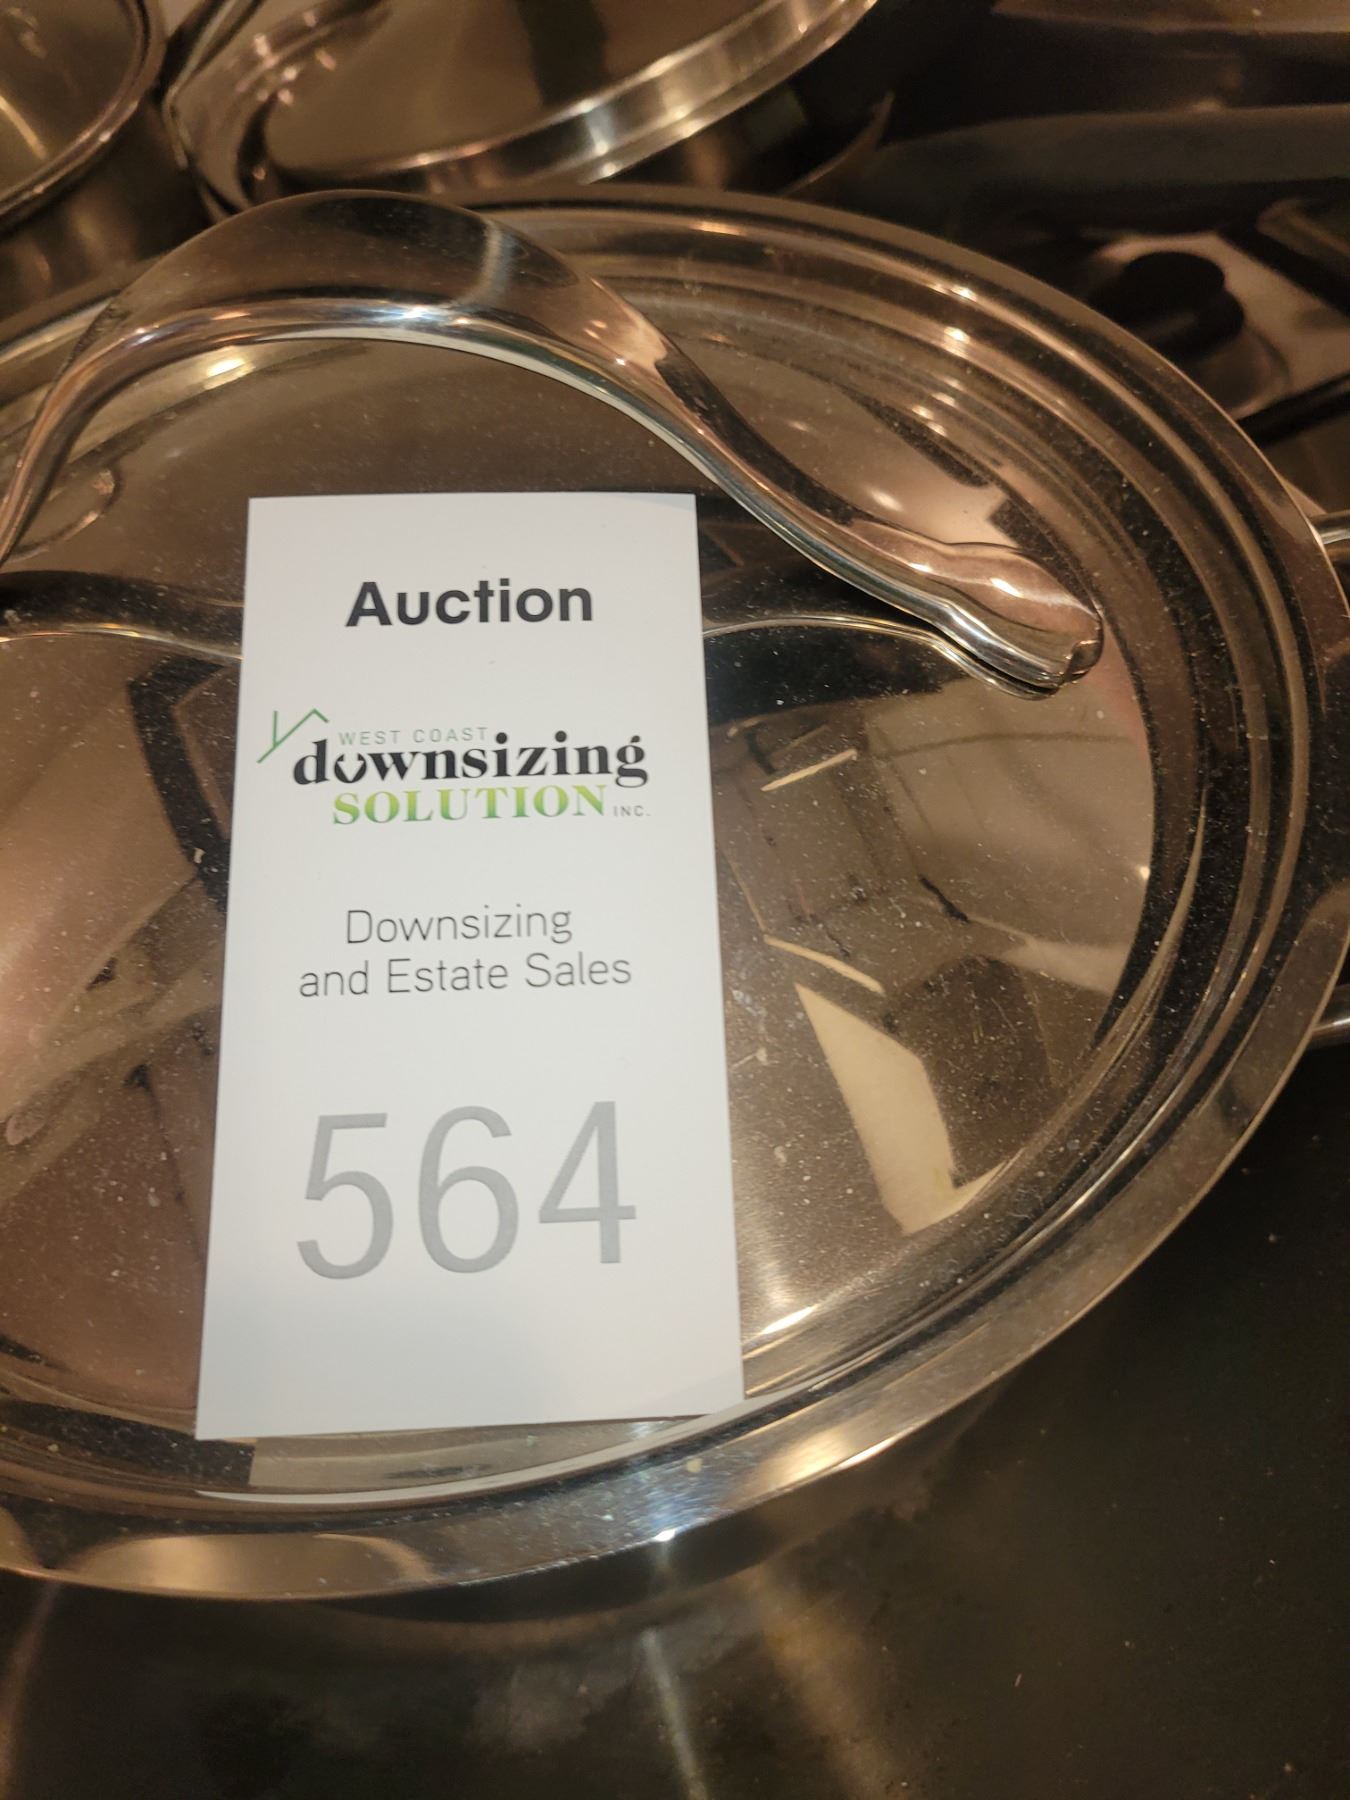 Auction
WEST COAST
downsizing
SOLUTION INC.
Downsizing
and Estate Sales
564